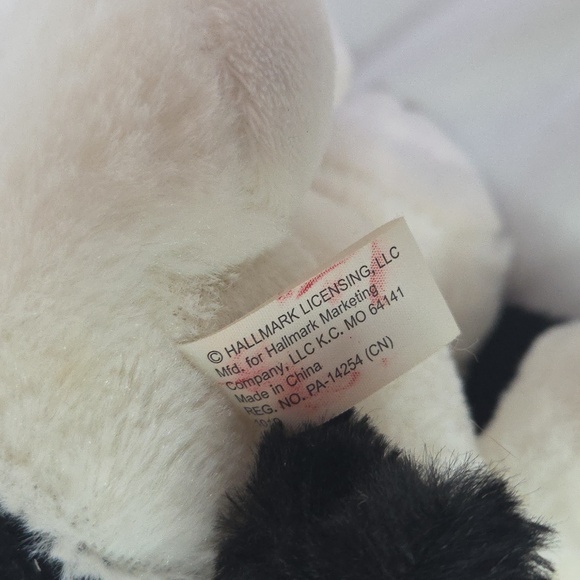 © HALLMARK LICENSING, LLC
Mfd. for Hallmark Marketing
Company, LLC K.C. MO 64141
Made in China
REG. NO. PA-14254 (CN)